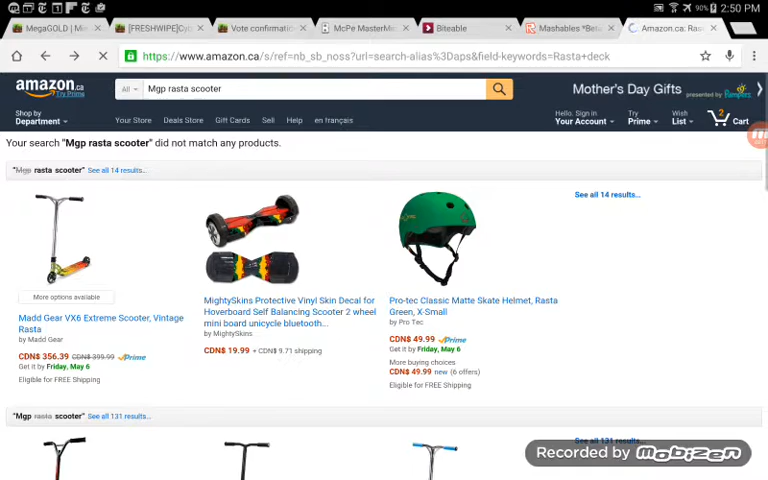 90% 2:50 PM
MegaGOLD | M
[FRESHWIPE]Cy
Vote confirmatio
McPe MasterMe
Biteable
Mashables *Be
Amazon.ca: Ras
https://www.amazon.ca/s/ref=nb_sb_noss?url=search-alias%3Daps&field-keywords=Rasta+deck
amazon.ca
Try Prime
All
Mgp rasta scooter
Mother's Day Gifts presented by Pampers
Shop by
Department
Your Store Deals Store Gift Cards Sell Help en français
Hello. Sign in
Your Account
Try
Prime
Wish
List
2
Cart
Your search "Mgp rasta scooter" did not match any products.
"Mgp rasta scooter" See all 14 results...
See all 14 results...
More options available
Madd Gear VX6 Extreme Scooter, Vintage
Rasta
by Madd Gear
CDN$ 356.39 CDN$ 399.99 Prime
Get it by Friday, May 6
Eligible for FREE Shipping
MightySkins Protective Vinyl Skin Decal for
Hoverboard Self Balancing Scooter 2 wheel
mini board unicycle bluetooth...
by MightySkins
CDN$ 19.99 + CDN$ 9.71 shipping
Pro-tec Classic Matte Skate Helmet, Rasta
Green, X-Small
by Pro Tec
CDN$ 49.99 Prime
Get it by Friday, May 6
More buying choices
CDN$ 49.99 new (6 offers)
Eligible for FREE Shipping
"Mgp rasta scooter" See all 131 results...
Recorded by mobizen